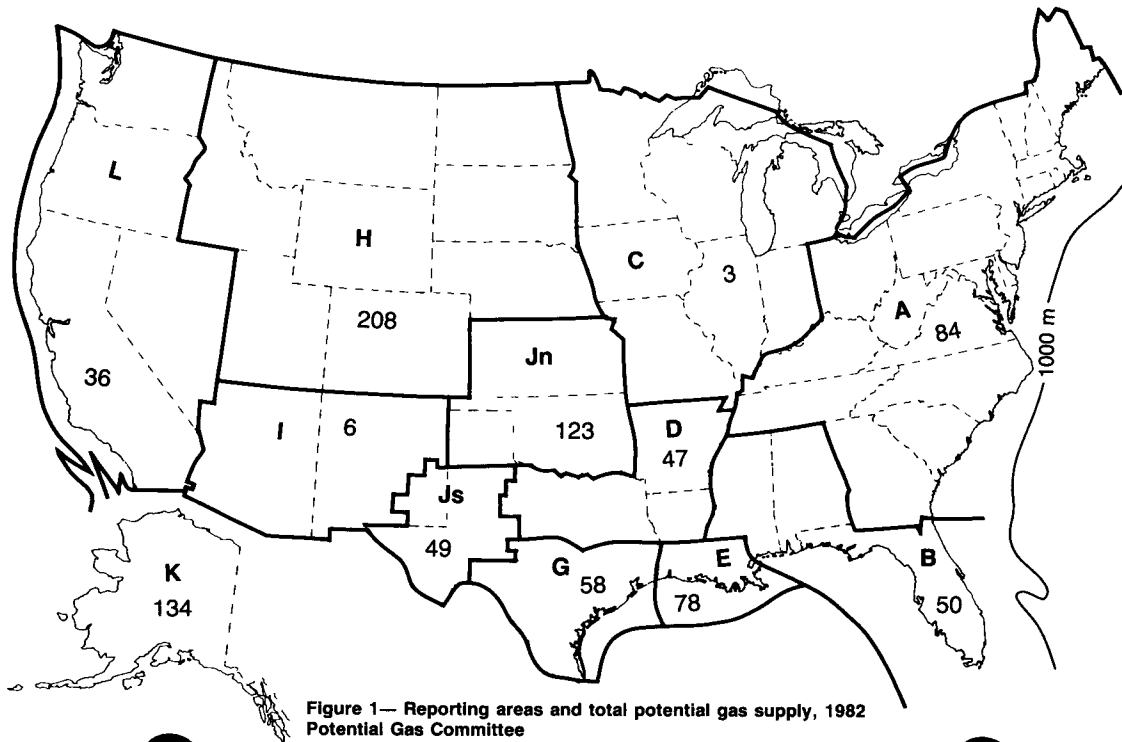 L
H
C
3
A
84
208
36
Jn
1000 m
I
6
123
D
47
Js
49
G
58
E
78
B
50
K
134
Figure 1— Reporting areas and total potential gas supply, 1982
Potential Gas Committee